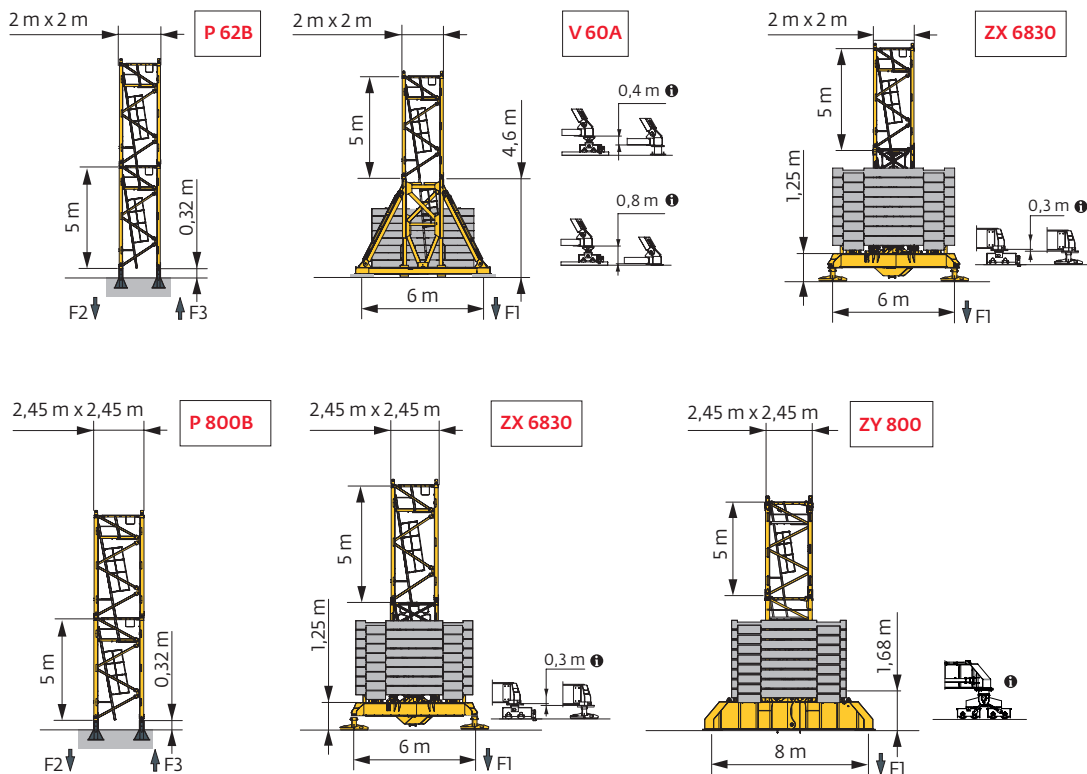 2 m x 2 m
P 62B
5 m
0,32 m
F2
F3
2 m x 2 m
V 60A
5 m
4,6 m
6 m
F1
0,4 m i
0,8 m i
2 m x 2 m
ZX 6830
5 m
1,25 m
6 m
F1
0,3 m i
2,45 m x 2,45 m
P 800B
5 m
0,32 m
F2
F3
2,45 m x 2,45 m
ZX 6830
5 m
1,25 m
6 m
F1
0,3 m i
2,45 m x 2,45 m
ZY 800
5 m
1,68 m
8 m
F1
i